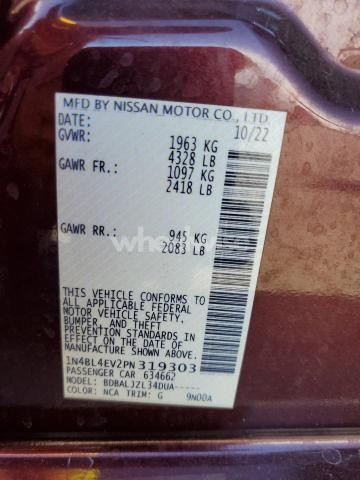 MFD BY NISSAN MOTOR CO., LTD.
DATE: 10/22
GVWR: 1963 KG
4328 LB
GAWR FR.: 1097 KG
2418 LB
GAWR RR.: 945 KG
2083 LB
THIS VEHICLE CONFORMS TO
ALL APPLICABLE FEDERAL
MOTOR VEHICLE SAFETY,
BUMPER, AND THEFT
PREVENTION STANDARDS IN
EFFECT ON THE DATE OF
MANUFACTURE SHOWN ABOVE.
1N4BL4EV2PN319303
PASSENGER CAR 634662
MODEL: BDBALJZL34DUA-----
COLOR: NCA TRIM: G 9N00A